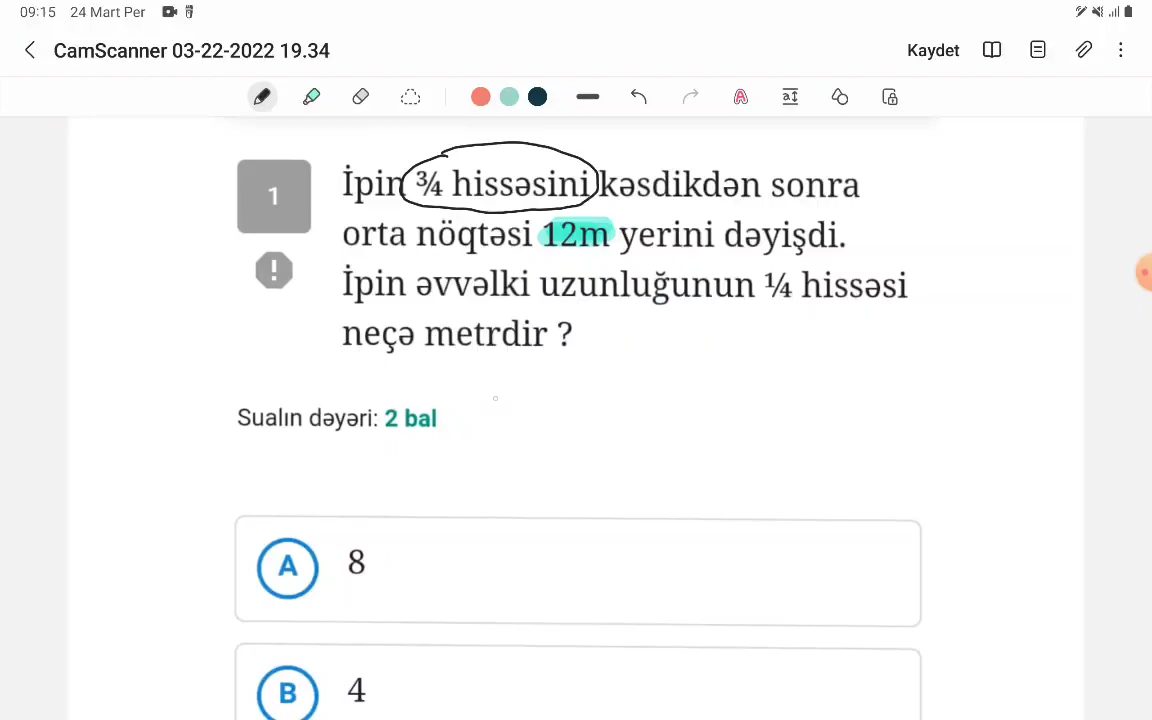 09:15 24 Mart Per
CamScanner 03-22-2022 19.34
Kaydet
1
İpin ¾ hissəsini kəsdikdən sonra
orta nöqtəsi 12m yerini dəyişdi.
İpin əvvəlki uzunluğunun ¼ hissəsi
neçə metrdir ?
Sualın dəyəri: 2 bal
A 8
B 4